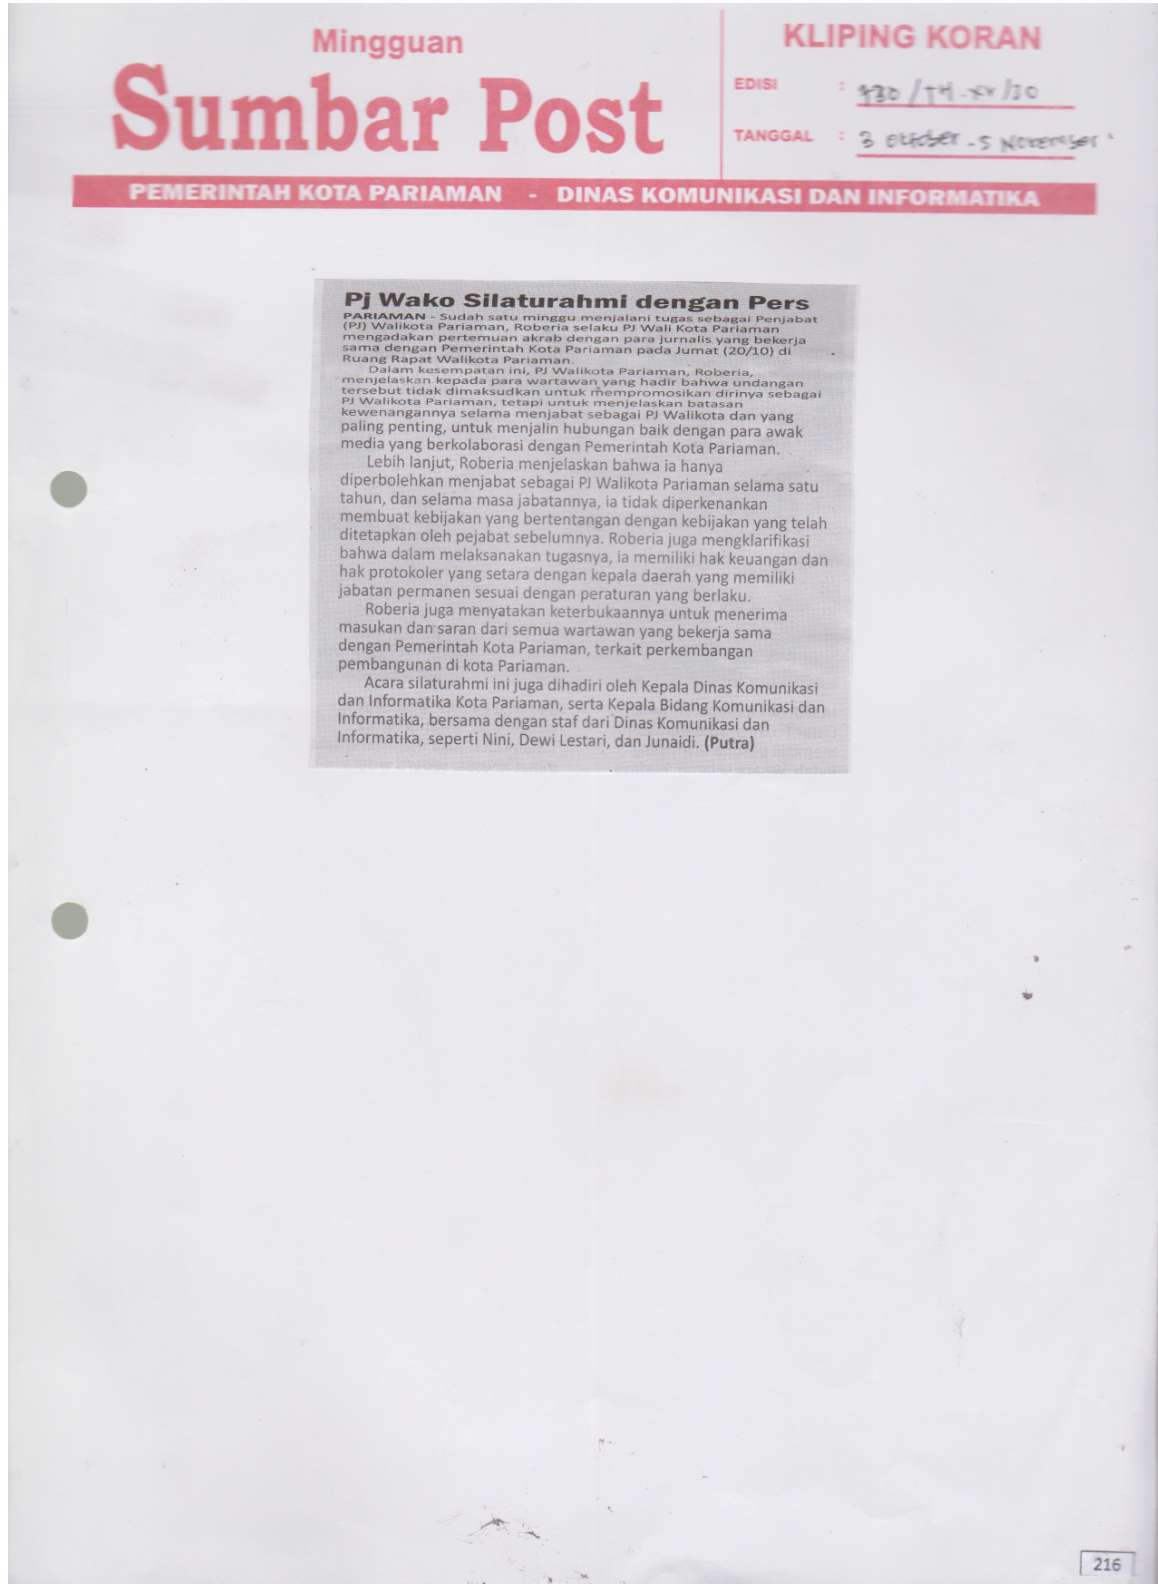 Mingguan
Sumbar Post
KLIPING KORAN
EDISI :
TANGGAL : 3 Oktober - 5 November
PEMERINTAH KOTA PARIAMAN - DINAS KOMUNIKASI DAN INFORMATIKA
Pj Wako Silaturahmi dengan Pers
PARIAMAN - Sudah satu minggu menjalani tugas sebagai Penjabat
(PJ) Walikota Pariaman, Roberia selaku PJ Wali Kota Pariaman
mengadakan pertemuan akrab dengan para jurnalis yang bekerja
sama dengan Pemerintah Kota Pariaman pada Jumat (20/10) di
Ruang Rapat Walikota Pariaman.
Dalam kesempatan ini, PJ Walikota Pariaman, Roberia,
menjelaskan kepada para wartawan yang hadir bahwa undangan
tersebut tidak dimaksudkan untuk mempromosikan dirinya sebagai
PJ Walikota Pariaman, tetapi untuk menjelaskan batasan
kewenangannya selama menjabat sebagai PJ Walikota dan yang
paling penting, untuk menjalin hubungan baik dengan para awak
media yang berkolaborasi dengan Pemerintah Kota Pariaman.
Lebih lanjut, Roberia menjelaskan bahwa ia hanya
diperbolehkan menjabat sebagai PJ Walikota Pariaman selama satu
tahun, dan selama masa jabatannya, ia tidak diperkenankan
membuat kebijakan yang bertentangan dengan kebijakan yang telah
ditetapkan oleh pejabat sebelumnya. Roberia juga mengklarifikasi
bahwa dalam melaksanakan tugasnya, ia memiliki hak keuangan dan
hak protokoler yang setara dengan kepala daerah yang memiliki
jabatan permanen sesuai dengan peraturan yang berlaku.
Roberia juga menyatakan keterbukaannya untuk menerima
masukan dan saran dari semua wartawan yang bekerja sama
dengan Pemerintah Kota Pariaman, terkait perkembangan
pembangunan di kota Pariaman.
Acara silaturahmi ini juga dihadiri oleh Kepala Dinas Komunikasi
dan Informatika Kota Pariaman, serta Kepala Bidang Komunikasi dan
Informatika, bersama dengan staf dari Dinas Komunikasi dan
Informatika, seperti Nini, Dewi Lestari, dan Junaidi. (Putra)
216